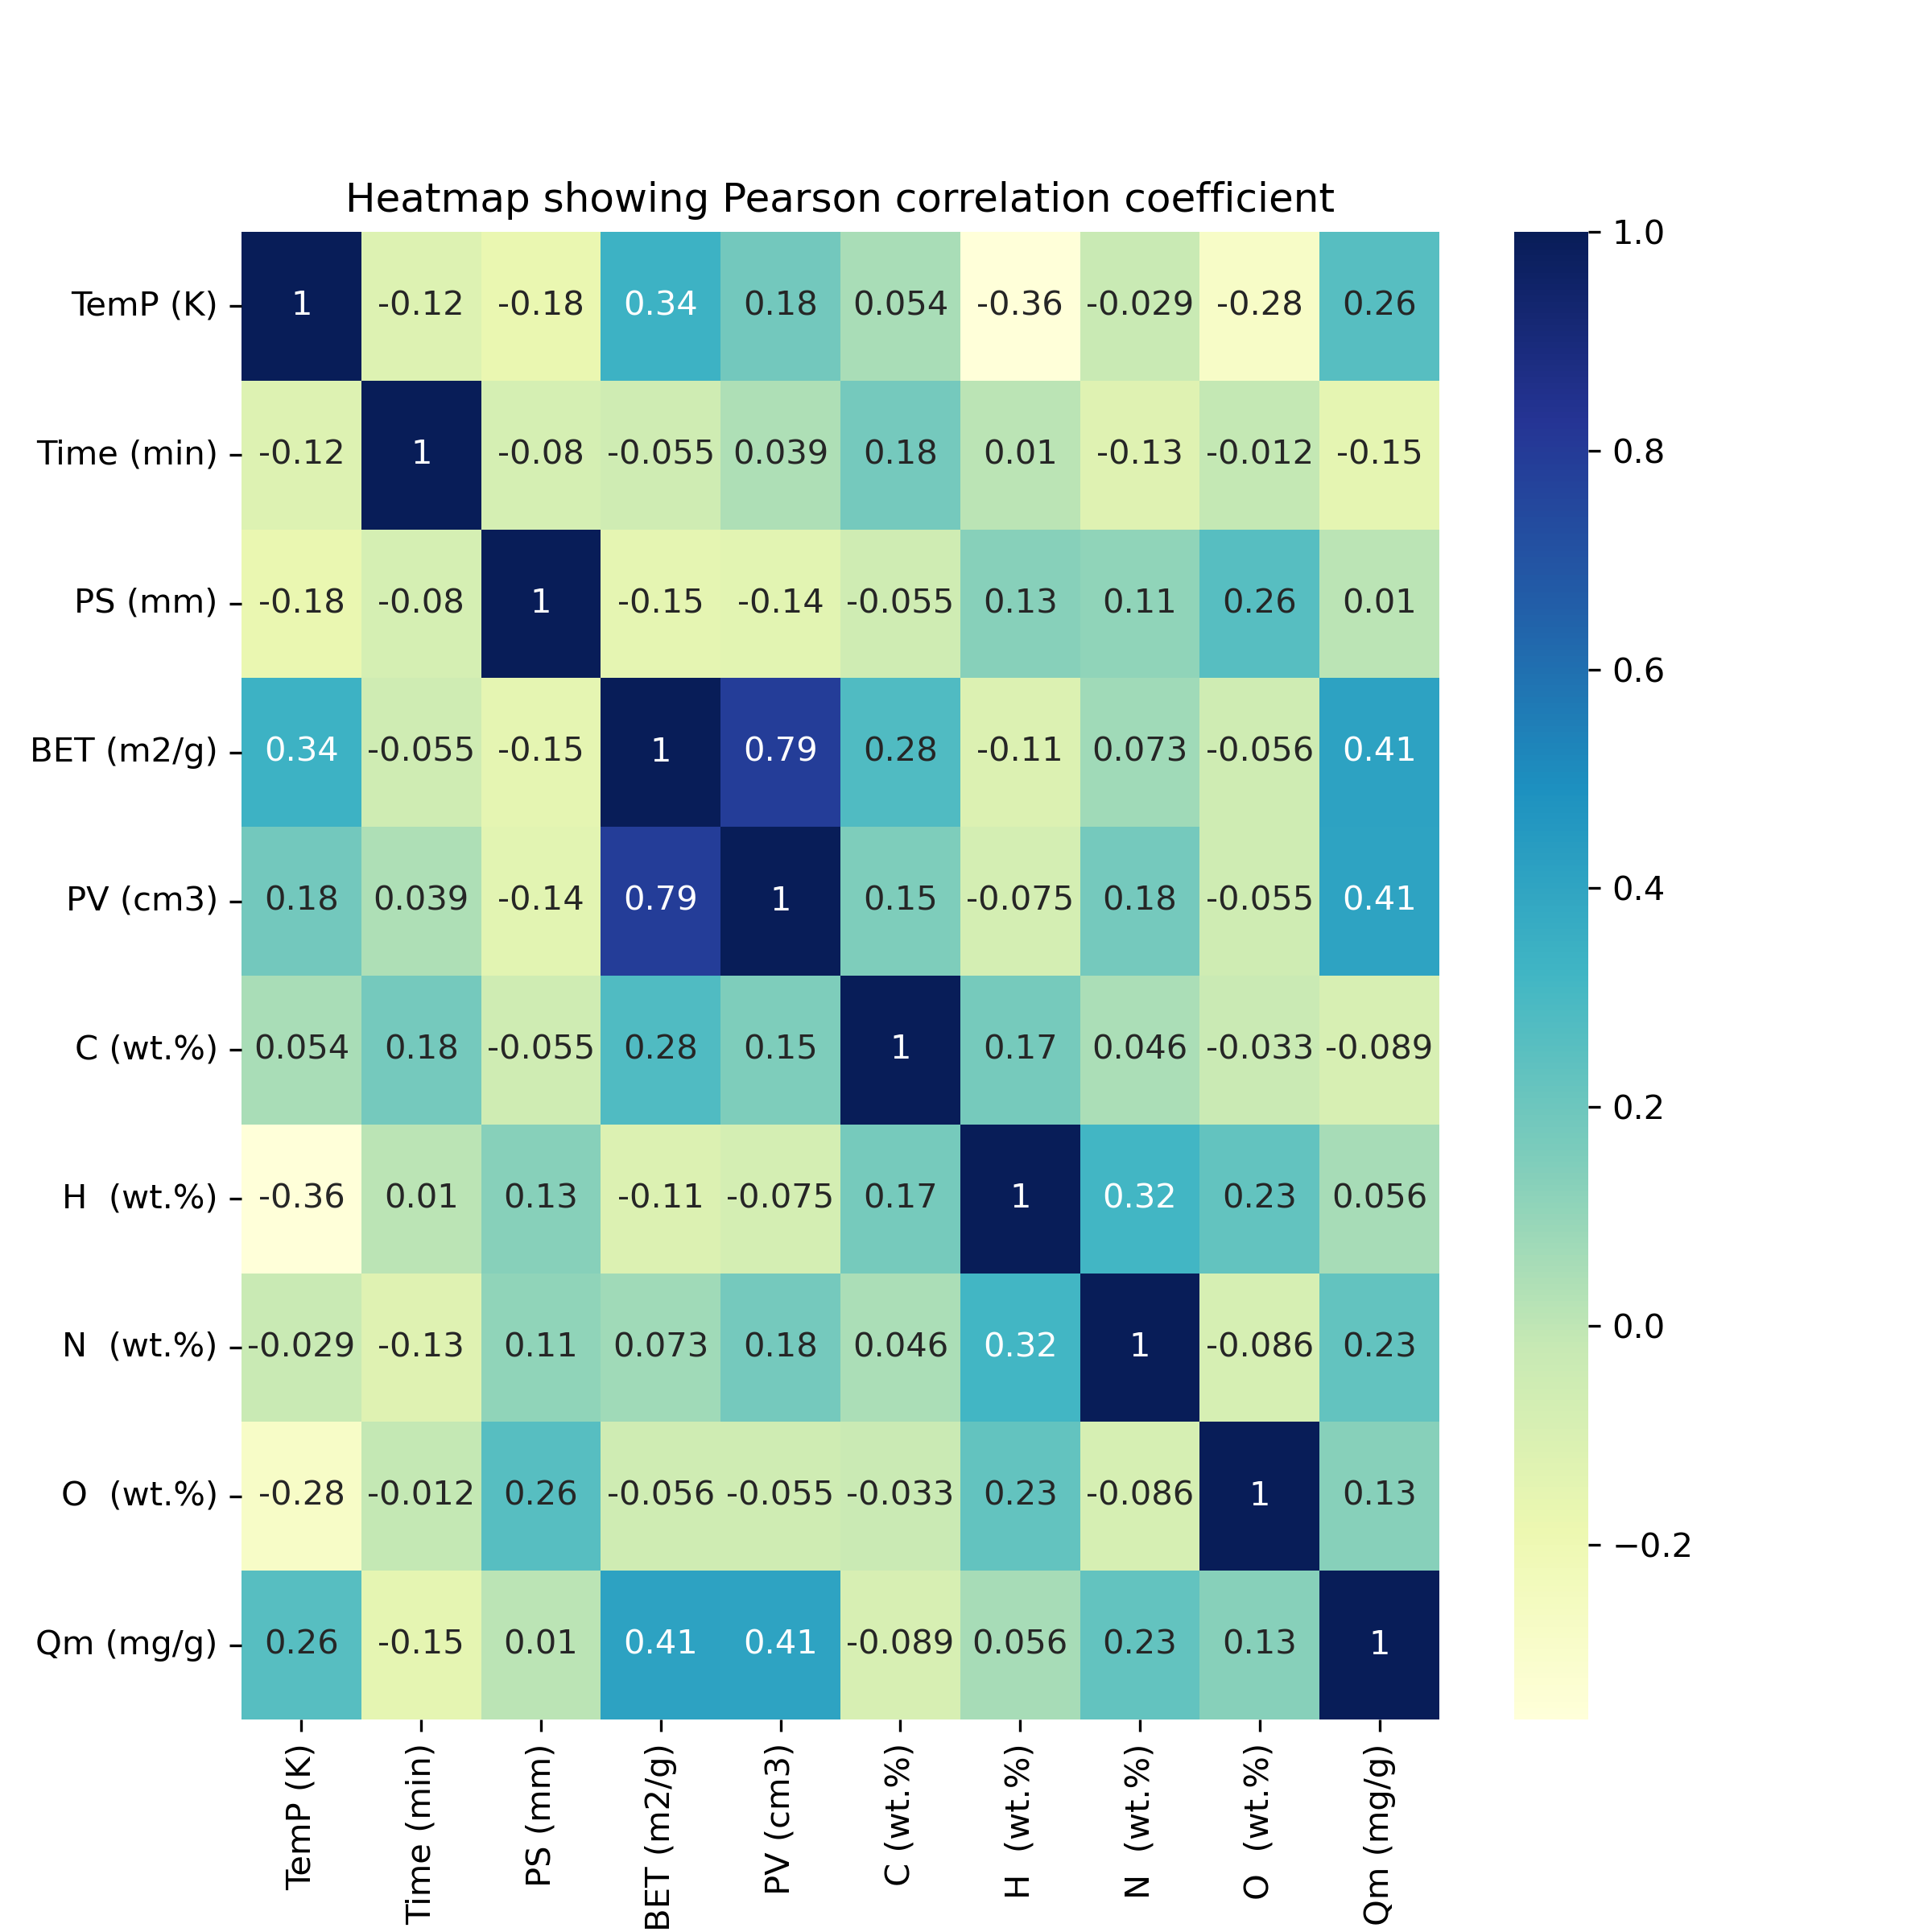 Heatmap showing Pearson correlation coefficient
TemP (K) 1 -0.12 -0.18 0.34 0.18 0.054 -0.36 -0.029 -0.28 0.26
Time (min) -0.12 1 -0.08 -0.055 0.039 0.18 0.01 -0.13 -0.012 -0.15
PS (mm) -0.18 -0.08 1 -0.15 -0.14 -0.055 0.13 0.11 0.26 0.01
BET (m2/g) 0.34 -0.055 -0.15 1 0.79 0.28 -0.11 0.073 -0.056 0.41
PV (cm3) 0.18 0.039 -0.14 0.79 1 0.15 -0.075 0.18 -0.055 0.41
C (wt.%) 0.054 0.18 -0.055 0.28 0.15 1 0.17 0.046 -0.033 -0.089
H (wt.%) -0.36 0.01 0.13 -0.11 -0.075 0.17 1 0.32 0.23 0.056
N (wt.%) -0.029 -0.13 0.11 0.073 0.18 0.046 0.32 1 -0.086 0.23
O (wt.%) -0.28 -0.012 0.26 -0.056 -0.055 -0.033 0.23 -0.086 1 0.13
Qm (mg/g) 0.26 -0.15 0.01 0.41 0.41 -0.089 0.056 0.23 0.13 1
TemP (K)
Time (min)
PS (mm)
BET (m2/g)
PV (cm3)
C (wt.%)
H (wt.%)
N (wt.%)
O (wt.%)
Qm (mg/g)
1.0
0.8
0.6
0.4
0.2
0.0
−0.2